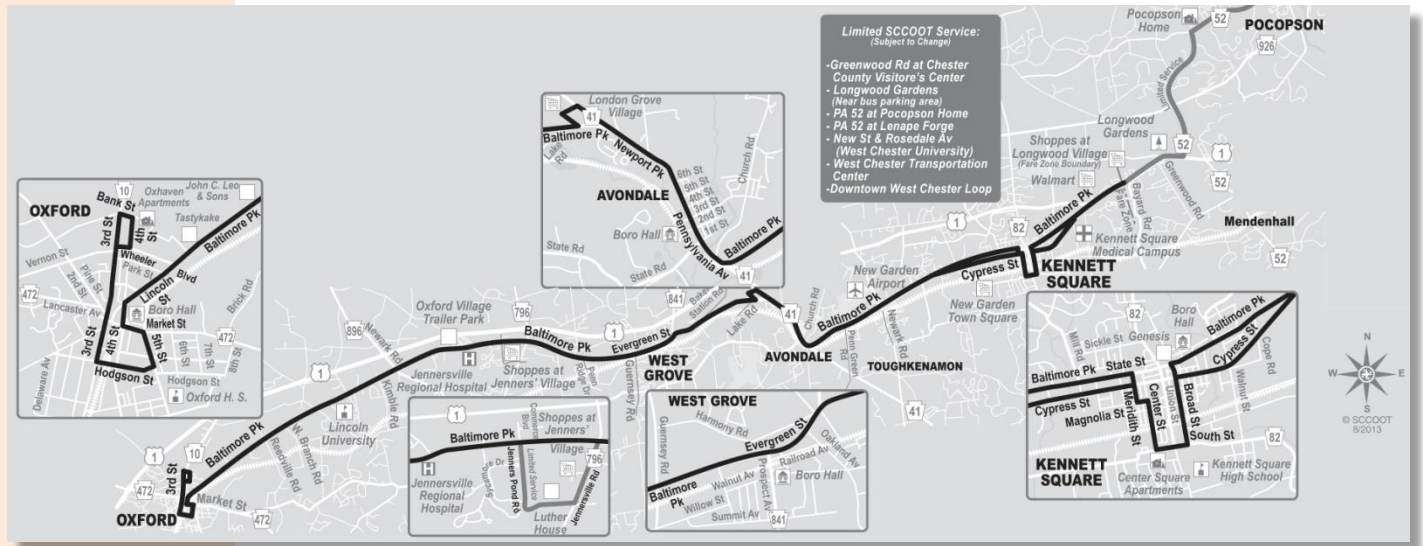 Pocopson
Home
52
POCOPSON
926
Limited Service
Limited SCCOOT Service:
(Subject to Change)
-Greenwood Rd at Chester
County Visitore's Center
- Longwood Gardens
(Near bus parking area)
- PA 52 at Pocopson Home
- PA 52 at Lenape Forge
- New St & Rosedale Av
(West Chester University)
- West Chester Transportation
Center
-Downtown West Chester Loop
Longwood
Gardens
Shoppes at
Longwood Village
(Fare Zone Boundary)
Walmart
52
1
52
Greenwood Rd
Bayard Rd
Fare Zone
Mendenhall
52
1
82
Baltimore Pk
Kennett Square
Medical Campus
KENNETT
SQUARE
Cypress St
New Garden
Town Square
New Garden
Airport
Church Rd
Baltimore Pk
Penn Green
Rd
Newark Rd
TOUGHKENAMON
41
AVONDALE
41
Lake Rd
Baker
Station Rd
841
1
Evergreen St
WEST
GROVE
Guernsey Rd
Penn
Ridge Dr
Baltimore Pk
796
Oxford Village
Trailer Park
Jennersville
Regional Hospital
H
Shoppes at
Jenners' Village
896
Newark Rd
1
Kimble Rd
Lincoln
University
W. Branch Rd
Reedville Rd
Baltimore Pk
1
10
472
3rd St
Market St
472
OXFORD
OXFORD
10
Bank St
Oxhaven
Apartments
John C. Leo
& Sons
Tastykake
3rd St
4th St
Baltimore Pk
Wheeler
Park St
Lincoln St
Blvd
Vernon St
Pine St
2nd St
472
Lancaster Av
Boro Hall
Market St
Brick Rd
3rd St
4th St
5th St
6th St
7th St
8th St
472
Hodgson St
Hodgson St
Delaware Av
Oxford H. S.
London Grove
Village
41
Baltimore Pk
Lake Rd
Newport Pk
AVONDALE
6th St
5th St
4th St
3rd St
2nd St
1st St
Church Rd
Boro Hall
Pennsylvania Av
Baltimore Pk
State Rd
State Rd
41
1
Baltimore Pk
Commerce
Blvd
Shoppes at
Jenners'
Village
H
Jennersville
Regional
Hospital
Sycamore Dr
Jenners Pond Rd
Limited Service
796
Luther
House
Jennersville Rd
WEST GROVE
Guernsey Rd
Harmony Rd
Evergreen St
Oakland Av
Railroad Av
Prospect Av
Boro Hall
Baltimore
Pk
Walnut Av
Willow St
Summit Av
841
82
Boro
Hall
Genesis
Sickle St
Mill Rd
Baltimore Pk
Cypress St
Cope Rd
Baltimore Pk
State St
Cypress St
Magnolia St
Meridith St
Center St
Union St
Broad St
Walnut St
South St
82
KENNETT
SQUARE
Center Square
Apartments
Kennett Square
High School
N
W
E
S
© SCCOOT
8/2013